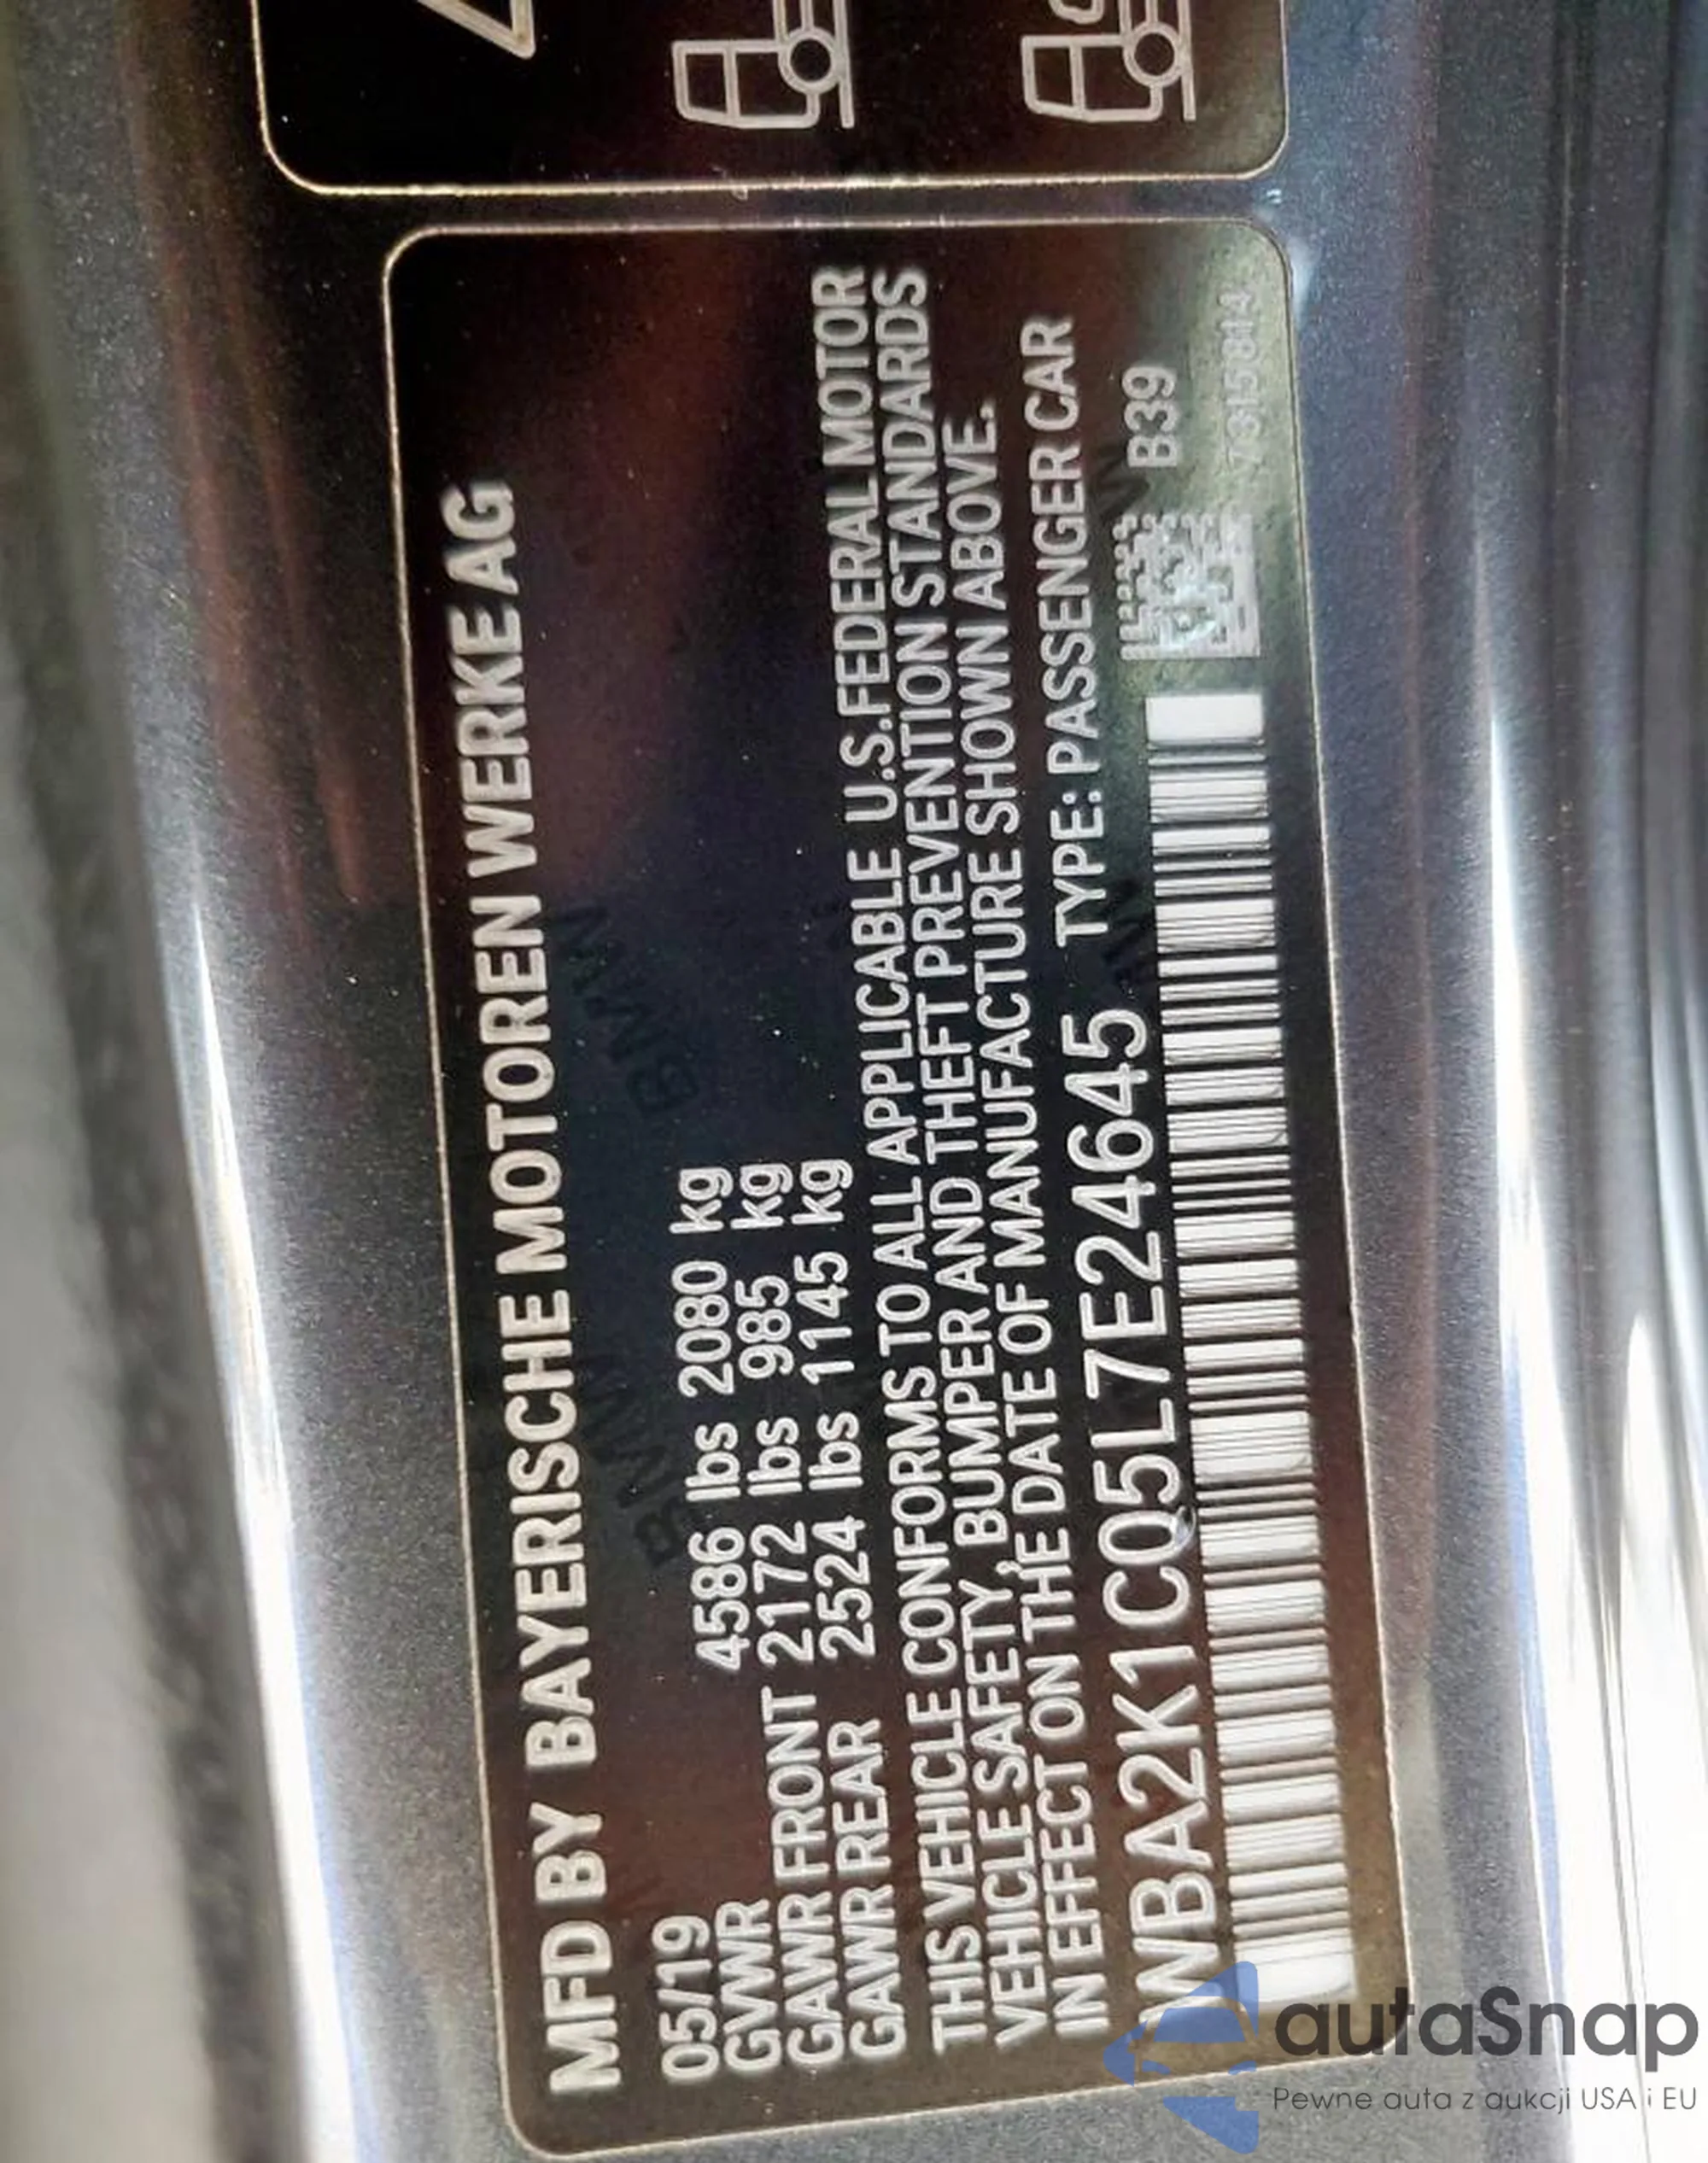 MFD BY BAYERISCHE MOTOREN WERKE AG
05/19
GVWR 4586 lbs 2080 kg
GAWR FRONT 2172 lbs 985 kg
GAWR REAR 2524 lbs 1145 kg
THIS VEHICLE CONFORMS TO ALL APPLICABLE U.S.FEDERAL MOTOR
VEHICLE SAFETY, BUMPER AND THEFT PREVENTION STANDARDS
IN EFFECT ON THE DATE OF MANUFACTURE SHOWN ABOVE.
WBA2K1C05L7E24645 TYPE: PASSENGER CAR
B39
7315814
BMW
BMW
autaSnap
Pewne auta z aukcji USA i EU